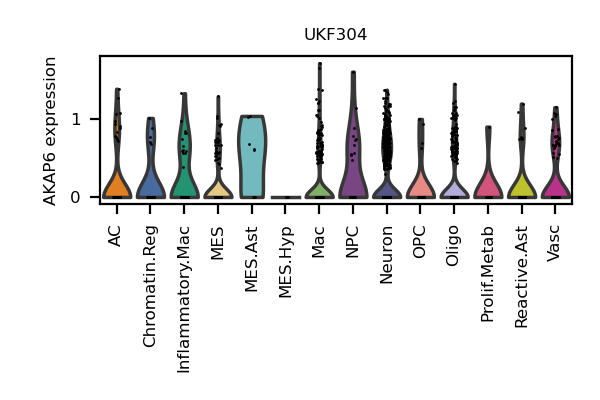 UKF304
AKAP6 expression
1
0
AC
Chromatin.Reg
Inflammatory.Mac
MES
MES.Ast
MES.Hyp
Mac
NPC
Neuron
OPC
Oligo
Prolif.Metab
Reactive.Ast
Vasc